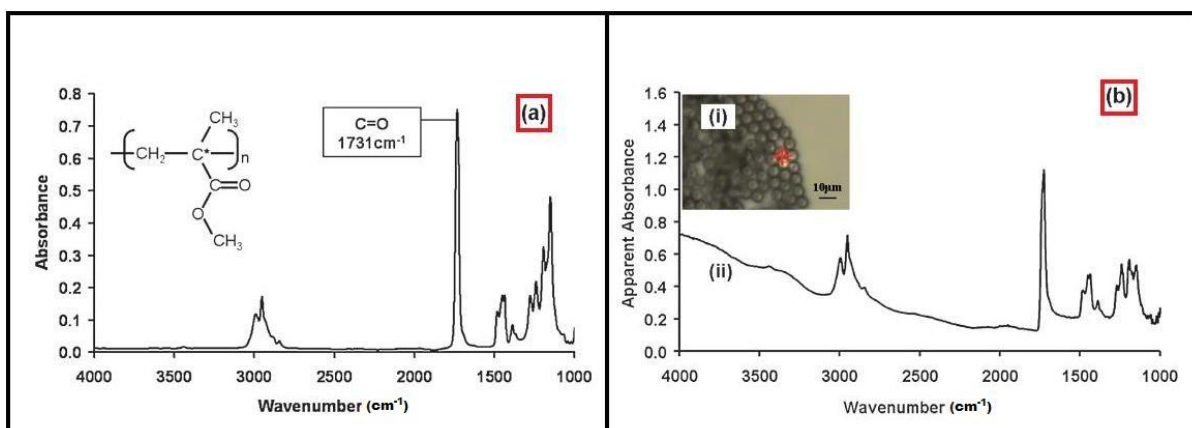 (a)
0.8
0.7
0.6
0.5
0.4
0.3
0.2
0.1
0.0
Absorbance
CH₃
CH₂
C*
n
C
O
O
CH₃
C=O
1731cm⁻¹
4000 3500 3000 2500 2000 1500 1000
Wavenumber (cm⁻¹)
(b)
1.6
1.4
1.2
1.0
0.8
0.6
0.4
0.2
0.0
Apparent Absorbance
(i)
10μm
(ii)
4000 3500 3000 2500 2000 1500 1000
Wavenumber (cm⁻¹)